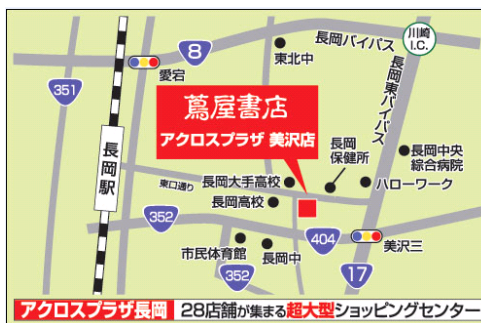 川崎
I.C.
長岡バイパス
8
東北中
愛宕
351
長岡東バイパス
蔦屋書店
アクロスプラザ 美沢店
長岡
保健所
長岡中央
綜合病院
長岡駅
東口通り
長岡大手高校
ハローワーク
長岡高校
352
404
美沢三
市民体育館
長岡中
352
17
アクロスプラザ長岡 28店舗が集まる超大型ショッピングセンター